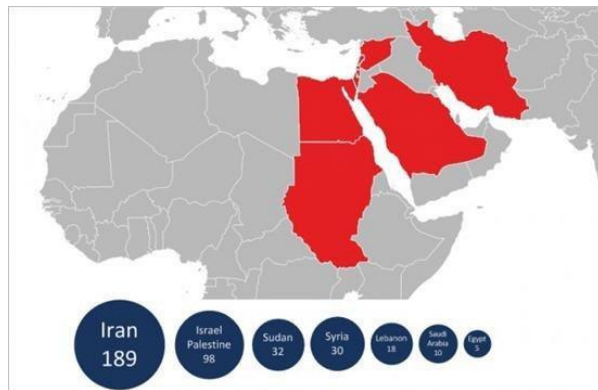 Iran
189
Israel
Palestine
98
Sudan
32
Syria
30
Lebanon
18
Saudi
Arabia
10
Egypt
5